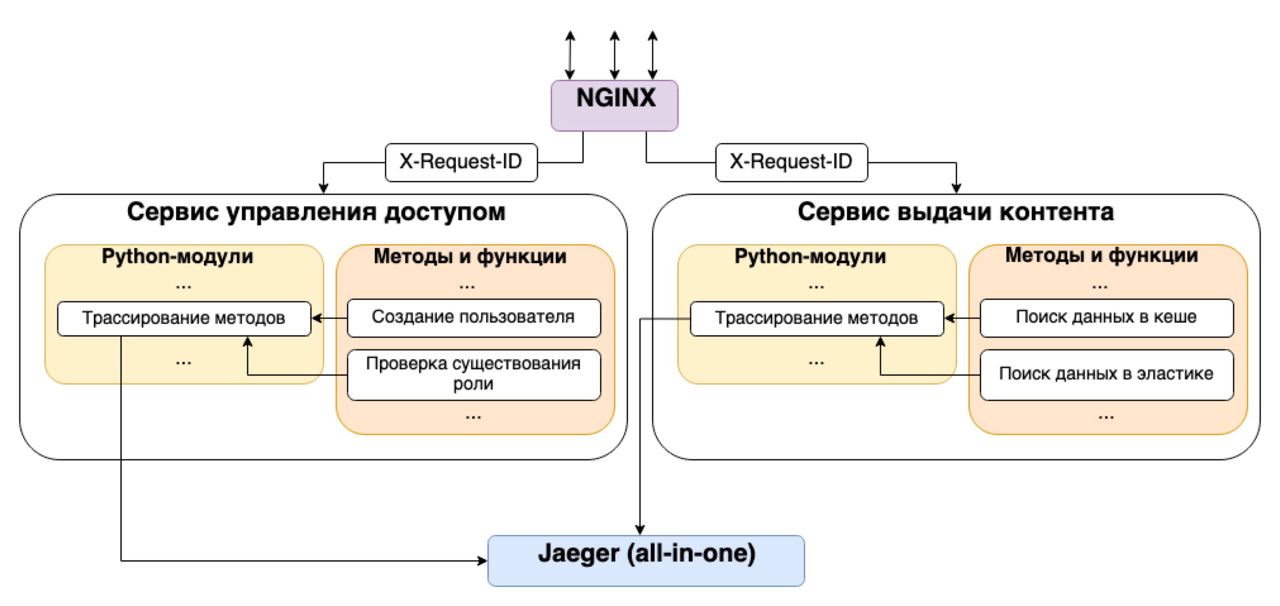 NGINX
X-Request-ID
X-Request-ID
Сервис управления доступом
Python-модули
...
Трассирование методов
...
Методы и функции
...
Создание пользователя
Проверка существования
роли
...
Сервис выдачи контента
Python-модули
...
Трассирование методов
...
Методы и функции
...
Поиск данных в кеше
Поиск данных в эластике
...
Jaeger (all-in-one)